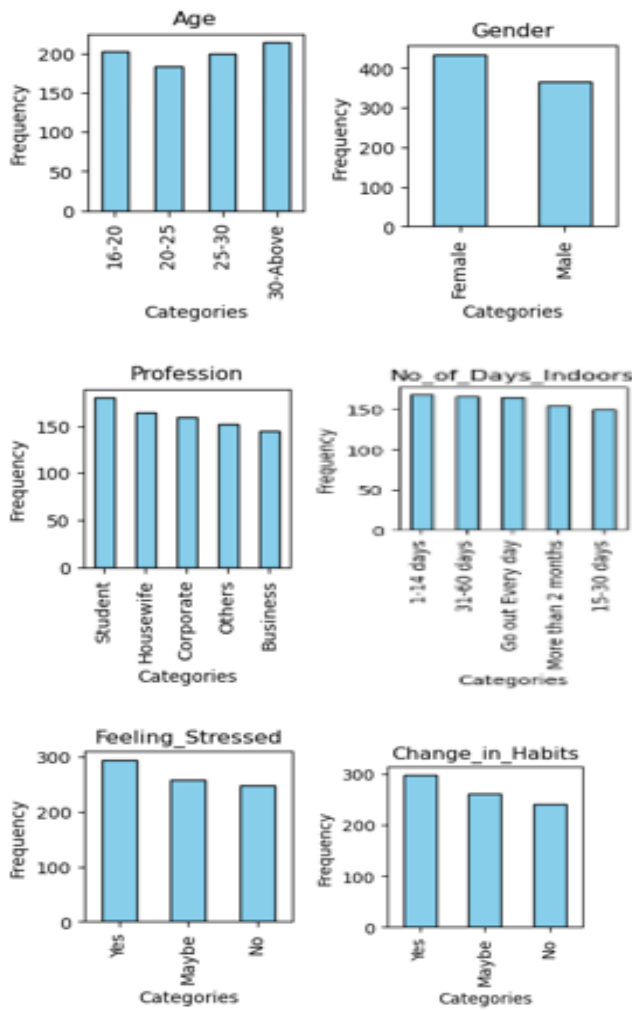 Age
Frequency
200
150
100
50
0
16-20
20-25
25-30
30-Above
Categories
Gender
Frequency
400
300
200
100
0
Female
Male
Categories
Profession
Frequency
150
100
50
0
Student
Housewife
Corporate
Others
Business
Categories
No_of_Days_Indoors
Frequency
150
100
50
0
1-14 days
31-60 days
Go out Every day
More than 2 months
15-30 days
Categories
Feeling_Stressed
Frequency
300
200
100
0
Yes
Maybe
No
Categories
Change_in_Habits
Frequency
300
200
100
0
Yes
Maybe
No
Categories